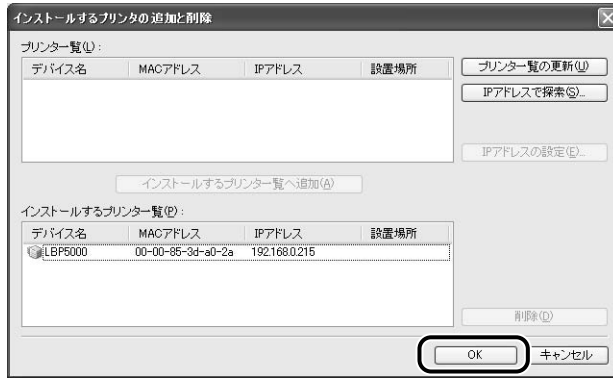 インストールするプリンタの追加と削除
プリンター覧(L):
デバイス名 MACアドレス IPアドレス 設置場所
プリンター覧の更新(U)
IPアドレスで探索(S)...
IPアドレスの設定(E)...
インストールするプリンター覧へ追加(A)
インストールするプリンター覧(P):
デバイス名 MACアドレス IPアドレス 設置場所
LBP5000 00-00-85-3d-a0-2a 192.168.0.215
削除(D)
OK キャンセル